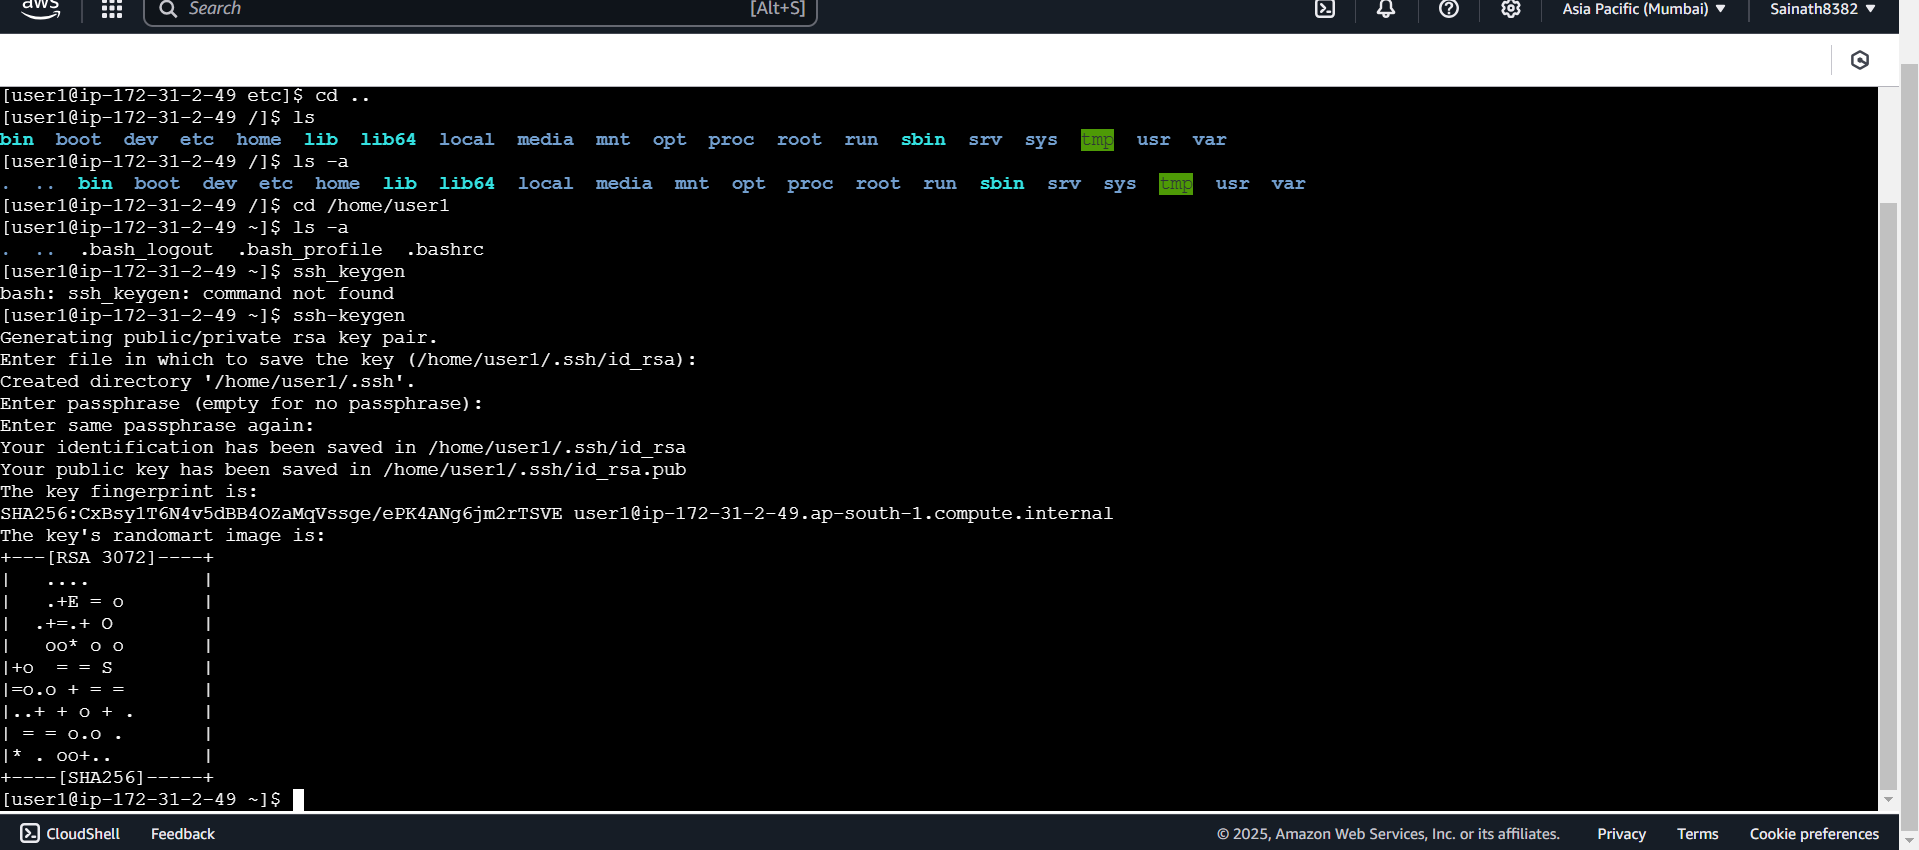 aws Search [Alt+S] Asia Pacific (Mumbai) ▼ Sainath8382 ▼
[user1@ip-172-31-2-49 etc]$ cd ..
[user1@ip-172-31-2-49 /]$ ls
bin boot dev etc home lib lib64 local media mnt opt proc root run sbin srv sys tmp usr var
[user1@ip-172-31-2-49 /]$ ls -a
. .. bin boot dev etc home lib lib64 local media mnt opt proc root run sbin srv sys tmp usr var
[user1@ip-172-31-2-49 /]$ cd /home/user1
[user1@ip-172-31-2-49 ~]$ ls -a
. .. .bash_logout .bash_profile .bashrc
[user1@ip-172-31-2-49 ~]$ ssh_keygen
bash: ssh_keygen: command not found
[user1@ip-172-31-2-49 ~]$ ssh-keygen
Generating public/private rsa key pair.
Enter file in which to save the key (/home/user1/.ssh/id_rsa):
Created directory '/home/user1/.ssh'.
Enter passphrase (empty for no passphrase):
Enter same passphrase again:
Your identification has been saved in /home/user1/.ssh/id_rsa
Your public key has been saved in /home/user1/.ssh/id_rsa.pub
The key fingerprint is:
SHA256:CxBsy1T6N4v5dBB4OZaMqVssge/ePK4ANg6jm2rTSVE user1@ip-172-31-2-49.ap-south-1.compute.internal
The key's randomart image is:
+---[RSA 3072]----+
|   ....          |
|   .+E = o       |
|  .+=.+ O        |
|   oo* o o       |
|+o  = = S        |
|=o.o + = =       |
|..+ + o + .      |
| = = o.o .       |
|* . oo+..        |
+----[SHA256]-----+
[user1@ip-172-31-2-49 ~]$
CloudShell Feedback © 2025, Amazon Web Services, Inc. or its affiliates. Privacy Terms Cookie preferences